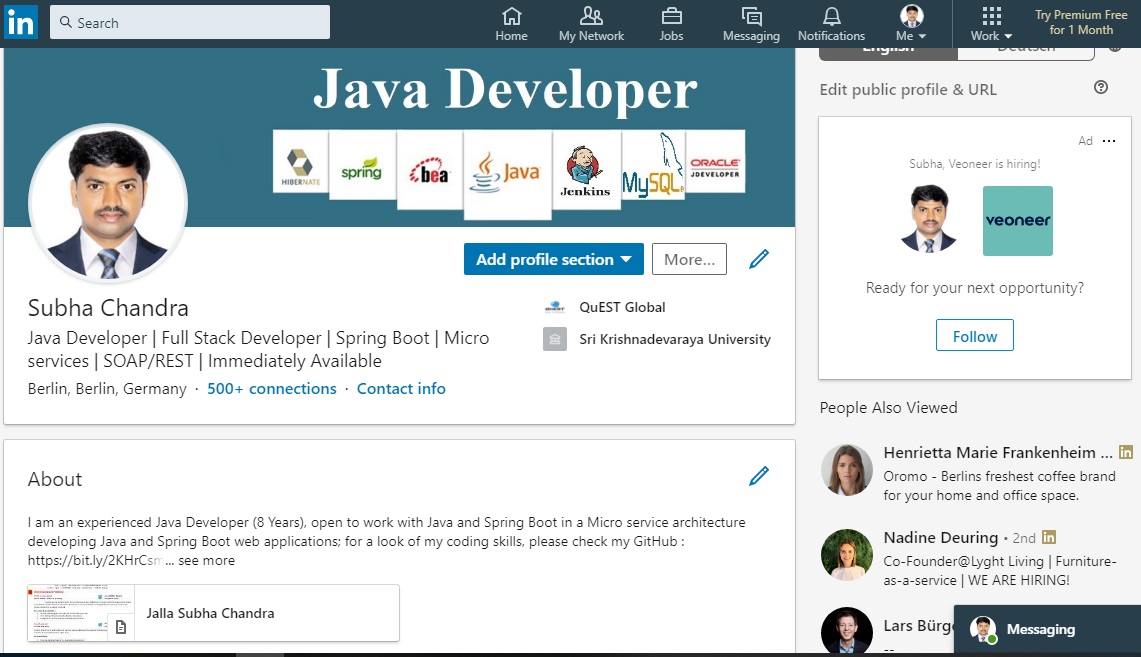 in
Search
Home
My Network
Jobs
Messaging
Notifications
Me
Work
Try Premium Free
for 1 Month
English
Deutsch
Edit public profile & URL
Java Developer
HIBERNATE
spring
bea
Java
Jenkins
MySQL
ORACLE
JDEVELOPER
Add profile section
More...
Subha Chandra
Java Developer | Full Stack Developer | Spring Boot | Micro
services | SOAP/REST | Immediately Available
Berlin, Berlin, Germany · 500+ connections · Contact info
QuEST Global
Sri Krishnadevaraya University
About
I am an experienced Java Developer (8 Years), open to work with Java and Spring Boot in a Micro service architecture
developing Java and Spring Boot web applications; for a look of my coding skills, please check my GitHub :
https://bit.ly/2KHrCsm... see more
Jalla Subha Chandra
Ad ...
Subha, Veoneer is hiring!
veoneer
Ready for your next opportunity?
Follow
People Also Viewed
Henrietta Marie Frankenheim ... in
Oromo - Berlins freshest coffee brand
for your home and office space.
Nadine Deuring • 2nd in
Co-Founder@Lyght Living | Furniture-
as-a-service | WE ARE HIRING!
Lars Bürge
Messaging